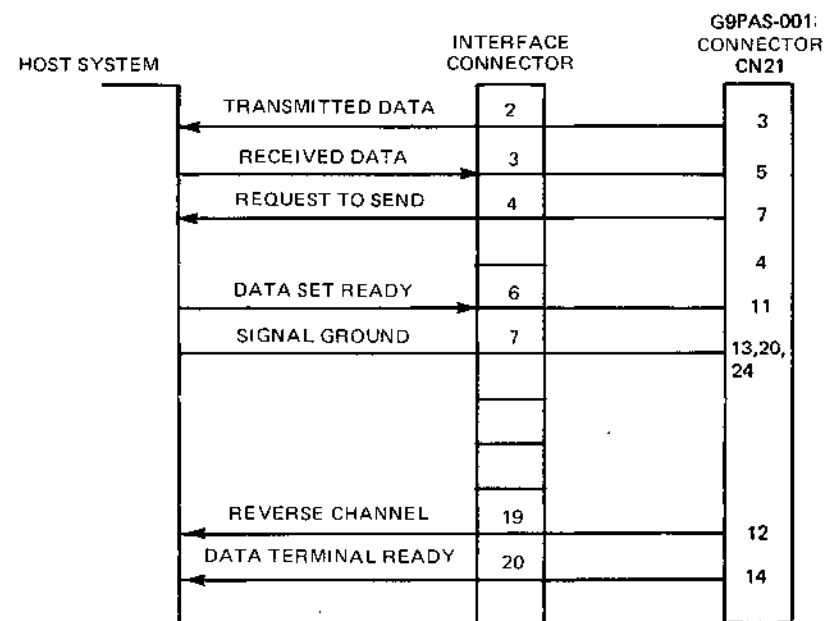 HOST SYSTEM
INTERFACE
CONNECTOR
G9PAS-001
CONNECTOR
CN21
TRANSMITTED DATA 2 3
RECEIVED DATA 3 5
REQUEST TO SEND 4 7
4
DATA SET READY 6 11
SIGNAL GROUND 7 13,20,
24
REVERSE CHANNEL 19 12
DATA TERMINAL READY 20 14